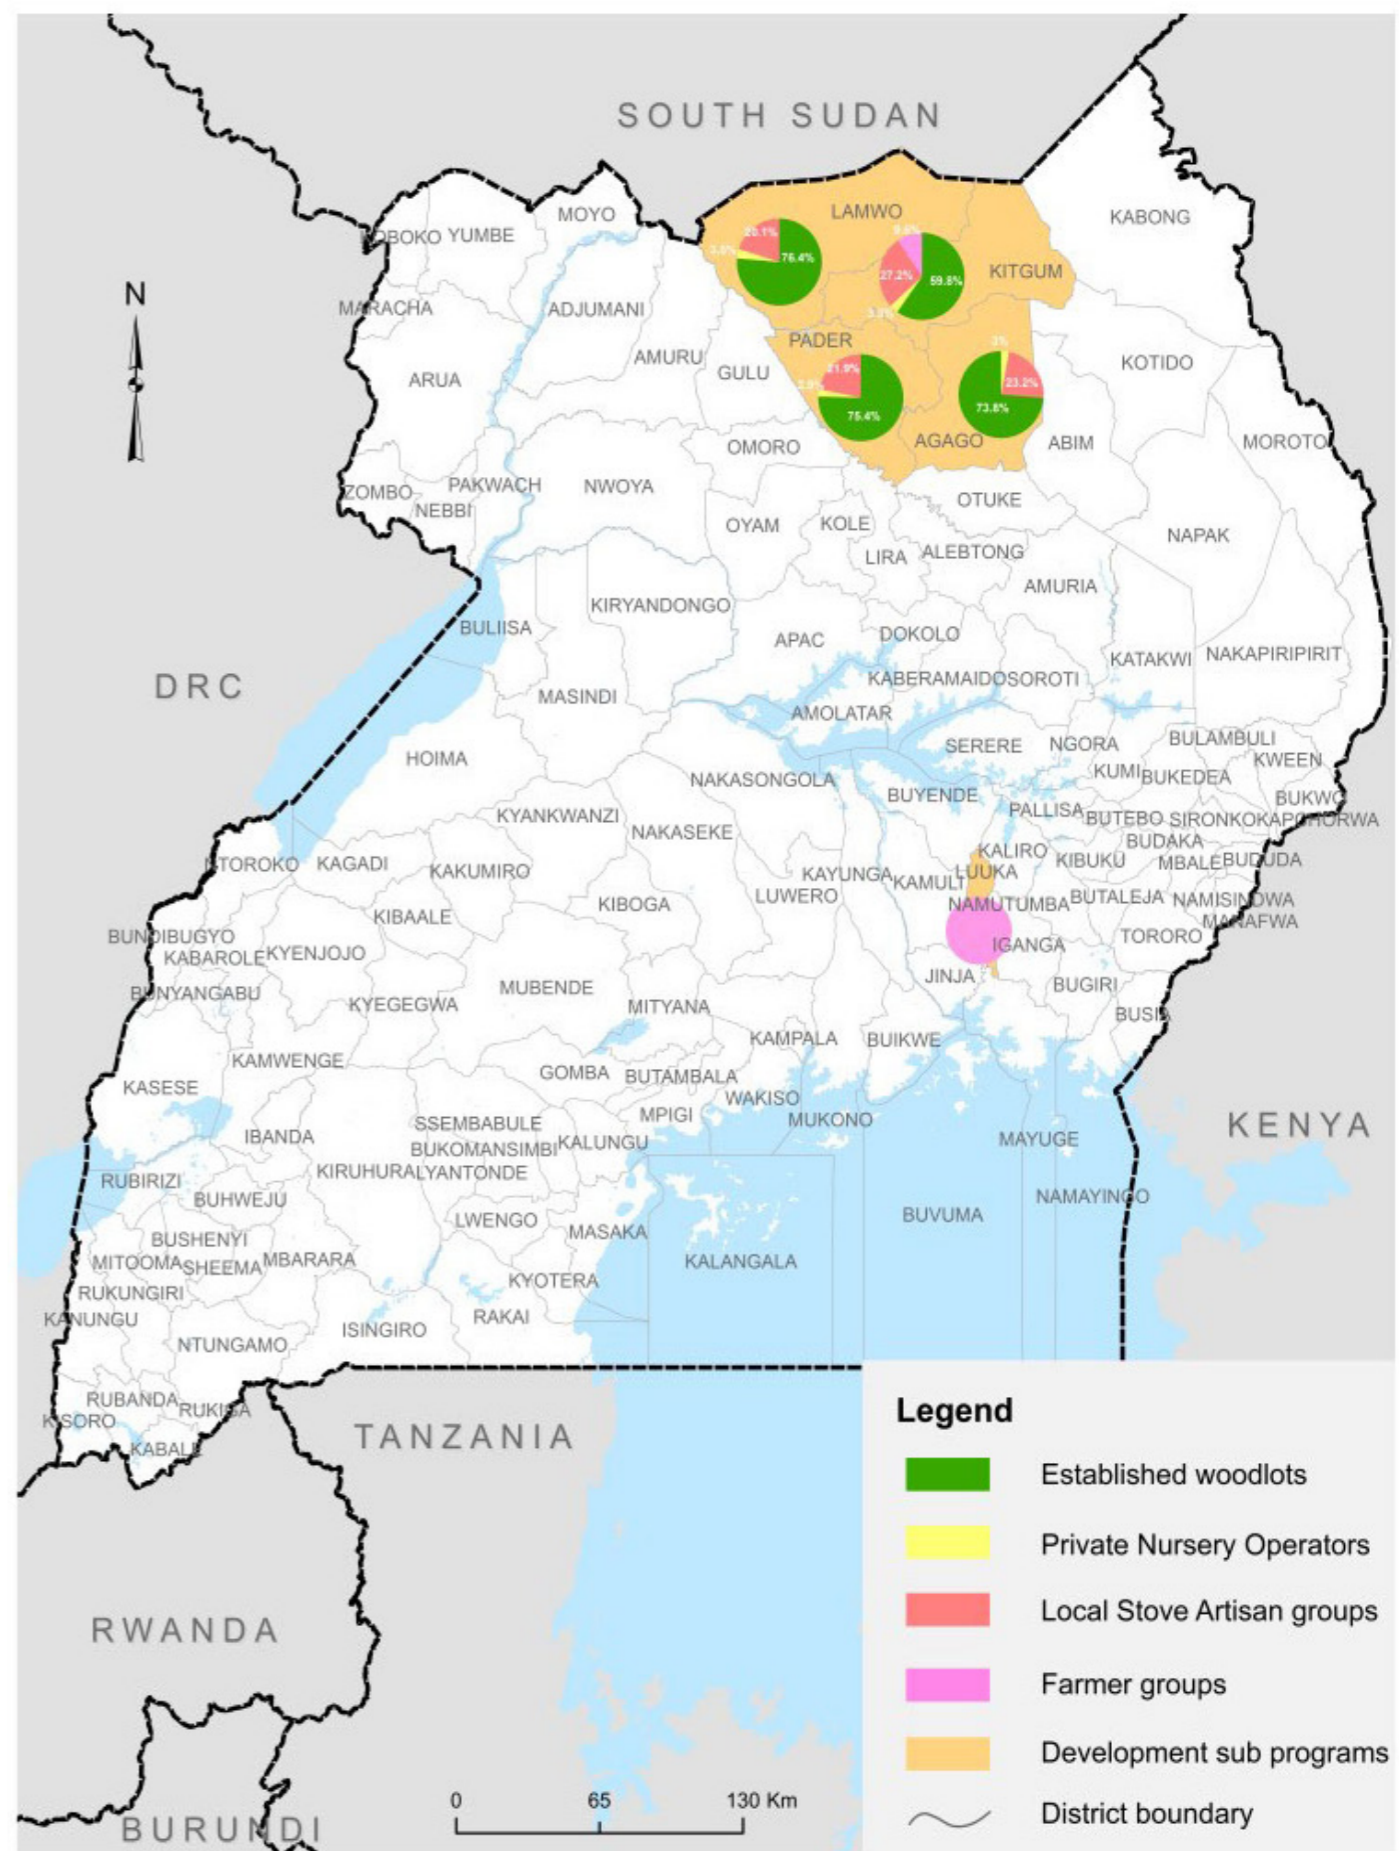 SOUTH SUDAN
MOYO
LAMWO
KABONG
KOBOKO YUMBE
20.1%
9.6%
3.5%
76.4%
KITGUM
27.2%
59.8%
N
MARACHA
ADJUMANI
PADER
3%
AMURU
KOTIDO
GULU
21.9%
ARUA
23.2%
73.8%
75.4%
MOROTO
AGAGO
ABIM
OMORO
PAKWACH
NWOYA
ZOMBO
OTUKE
NEBBI
OYAM
KOLE
NAPAK
LIRA
ALEBTONG
AMURIA
KIRYANDONGO
BULIISA
APAC
DOKOLO
KATAKWI
NAKAPIRIPIRIT
DRC
KABERAMAIDO
SOROTI
MASINDI
AMOLATAR
BULAMBULI
SERERE
NGORA
HOIMA
KWEEN
KUMI
BUKEDEA
NAKASONGOLA
BUYENDE
BUKWO
PALLISA
KYANKWANZI
BUTEBO
SIRONKO
KAPCHORWA
NAKASEKE
BUDAKA
KALIRO
KIBUKU
MBALE
BUDUDA
NTOROKO
KAGADI
KAKUMIRO
LUUKA
KAYUNGA
KAMULI
LUWERO
BUTALEJA
NAMISINDWA
KIBOGA
NAMUTUMBA
KIBAALE
MANAFWA
BUNDIBUGYO
TORORO
IGANGA
KYENJOJO
KABAROLE
JINJA
BUGIRI
MUBENDE
BUNYANGABU
KYEGEGWA
MITYANA
BUSIA
KAMPALA
BUIKWE
KAMWENGE
GOMBA
BUTAMBALA
KASESE
WAKISO
MPIGI
MUKONO
SSEMBABULE
KENYA
IBANDA
MAYUGE
BUKOMANSIMBI
KALUNGU
KIRUHURA
LYANTONDE
RUBIRIZI
BUHWEJU
NAMAYINGO
BUVUMA
LWENGO
MASAKA
BUSHENYI
MITOOMA
SHEEMA
MBARARA
KALANGALA
KYOTERA
RUKUNGIRI
KANUNGU
RAKAI
ISINGIRO
NTUNGAMO
RUBANDA
RUKIGA
KISORO
KABALE
TANZANIA
RWANDA
BURUNDI
0 65 130 Km
Legend
Established woodlots
Private Nursery Operators
Local Stove Artisan groups
Farmer groups
Development sub programs
District boundary